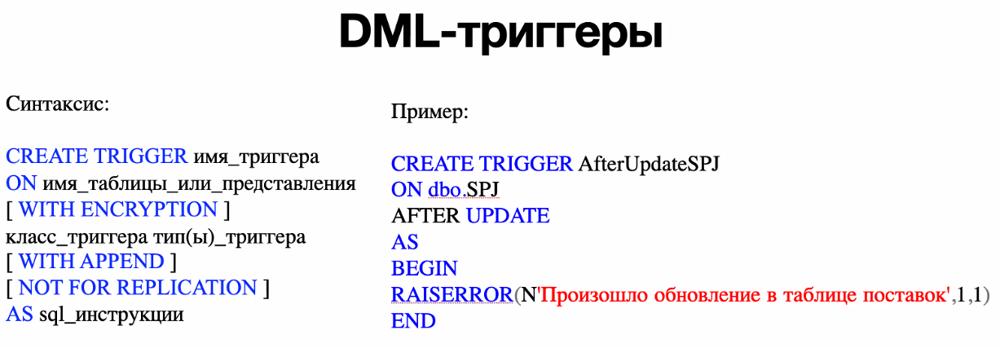 DML-триггеры
Синтаксис:
CREATE TRIGGER имя_триггера
ON имя_таблицы_или_представления
[ WITH ENCRYPTION ]
класс_триггера тип(ы)_триггера
[ WITH APPEND ]
[ NOT FOR REPLICATION ]
AS sql_инструкции
Пример:
CREATE TRIGGER AfterUpdateSPJ
ON dbo.SPJ
AFTER UPDATE
AS
BEGIN
RAISERROR(N'Произошло обновление в таблице поставок',1,1)
END